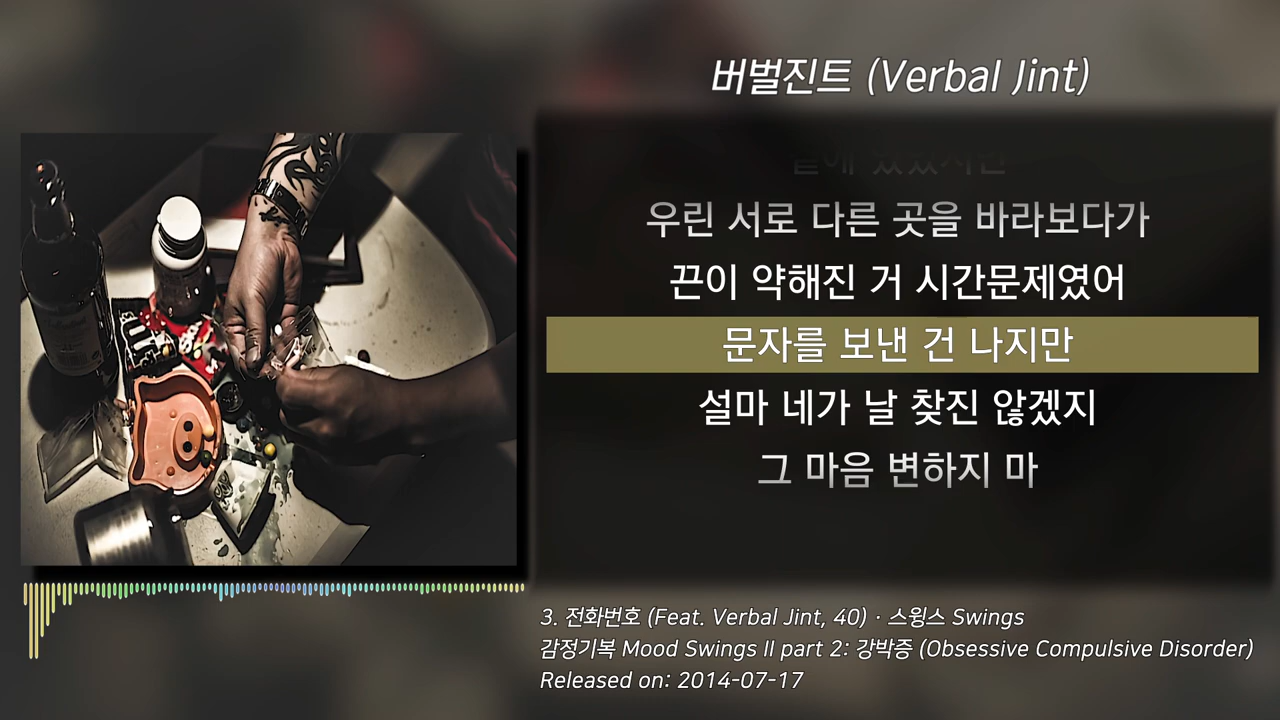 버벌진트 (Verbal Jint)
우린 서로 다른 곳을 바라보다가
끈이 약해진 거 시간문제였어
문자를 보낸 건 나지만
설마 네가 날 찾진 않겠지
그 마음 변하지 마
3. 전화번호 (Feat. Verbal Jint, 40) · 스윙스 Swings
감정기복 Mood Swings II part 2: 강박증 (Obsessive Compulsive Disorder)
Released on: 2014-07-17